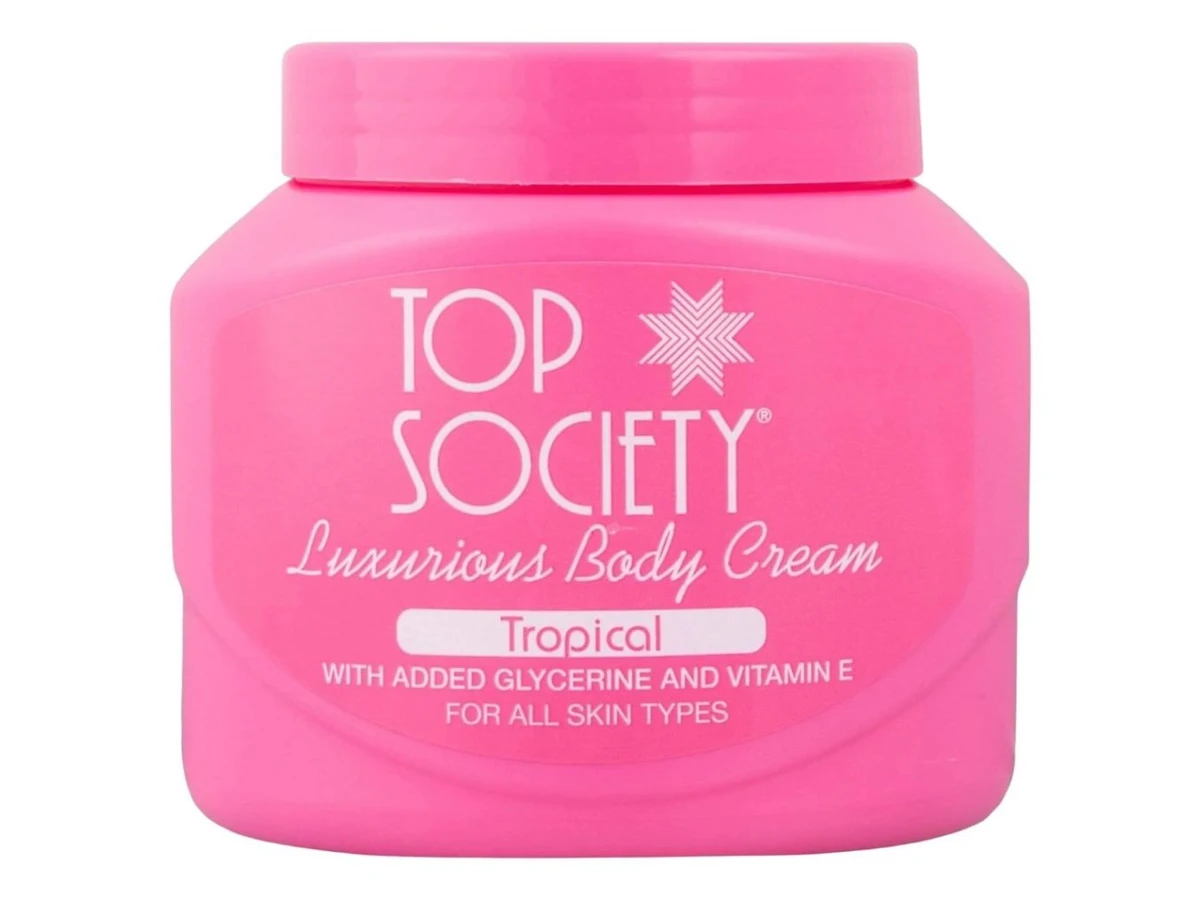 TOP
SOCIETY®
Luxurious Body Cream
Tropical
WITH ADDED GLYCERINE AND VITAMIN E
FOR ALL SKIN TYPES